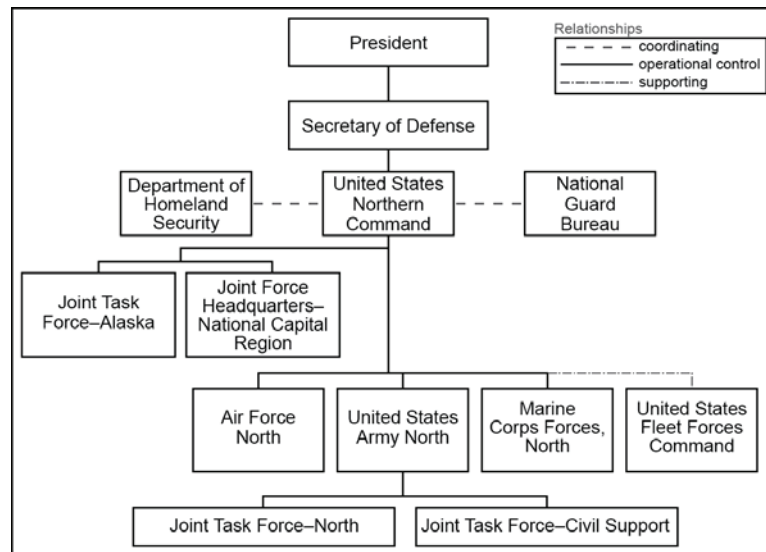 President
Relationships
coordinating
operational control
supporting
Secretary of Defense
Department of
Homeland
Security
United States
Northern
Command
National
Guard
Bureau
Joint Task
Force–Alaska
Joint Force
Headquarters–
National Capital
Region
Air Force
North
United States
Army North
Marine
Corps Forces,
North
United States
Fleet Forces
Command
Joint Task Force–North
Joint Task Force–Civil Support